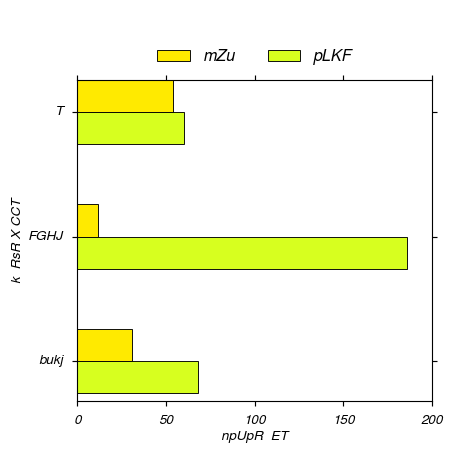 mZu pLKF
T
FGHJ
bukj
k RsR X CCT
0 50 100 150 200
npUpR ET